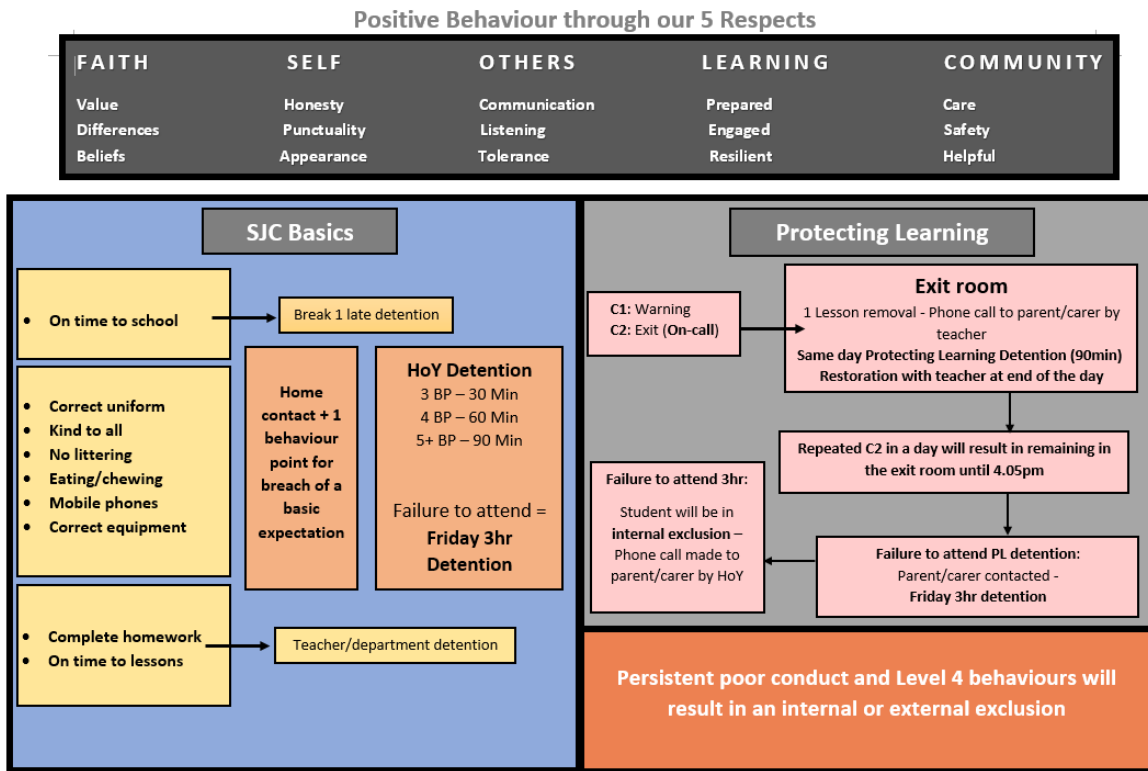 Positive Behaviour through our 5 Respects
FAITH
Value
Differences
Beliefs
SELF
Honesty
Punctuality
Appearance
OTHERS
Communication
Listening
Tolerance
LEARNING
Prepared
Engaged
Resilient
COMMUNITY
Care
Safety
Helpful
SJC Basics
• On time to school
Break 1 late detention
• Correct uniform
• Kind to all
• No littering
• Eating/chewing
• Mobile phones
• Correct equipment
Home
contact + 1
behaviour
point for
breach of a
basic
expectation
HoY Detention
3 BP – 30 Min
4 BP – 60 Min
5+ BP – 90 Min
Failure to attend =
Friday 3hr
Detention
• Complete homework
• On time to lessons
Teacher/department detention
Protecting Learning
C1: Warning
C2: Exit (On-call)
Exit room
1 Lesson removal - Phone call to parent/carer by
teacher
Same day Protecting Learning Detention (90min)
Restoration with teacher at end of the day
Repeated C2 in a day will result in remaining in
the exit room until 4.05pm
Failure to attend PL detention:
Parent/carer contacted -
Friday 3hr detention
Failure to attend 3hr:
Student will be in
internal exclusion –
Phone call made to
parent/carer by HoY
Persistent poor conduct and Level 4 behaviours will
result in an internal or external exclusion